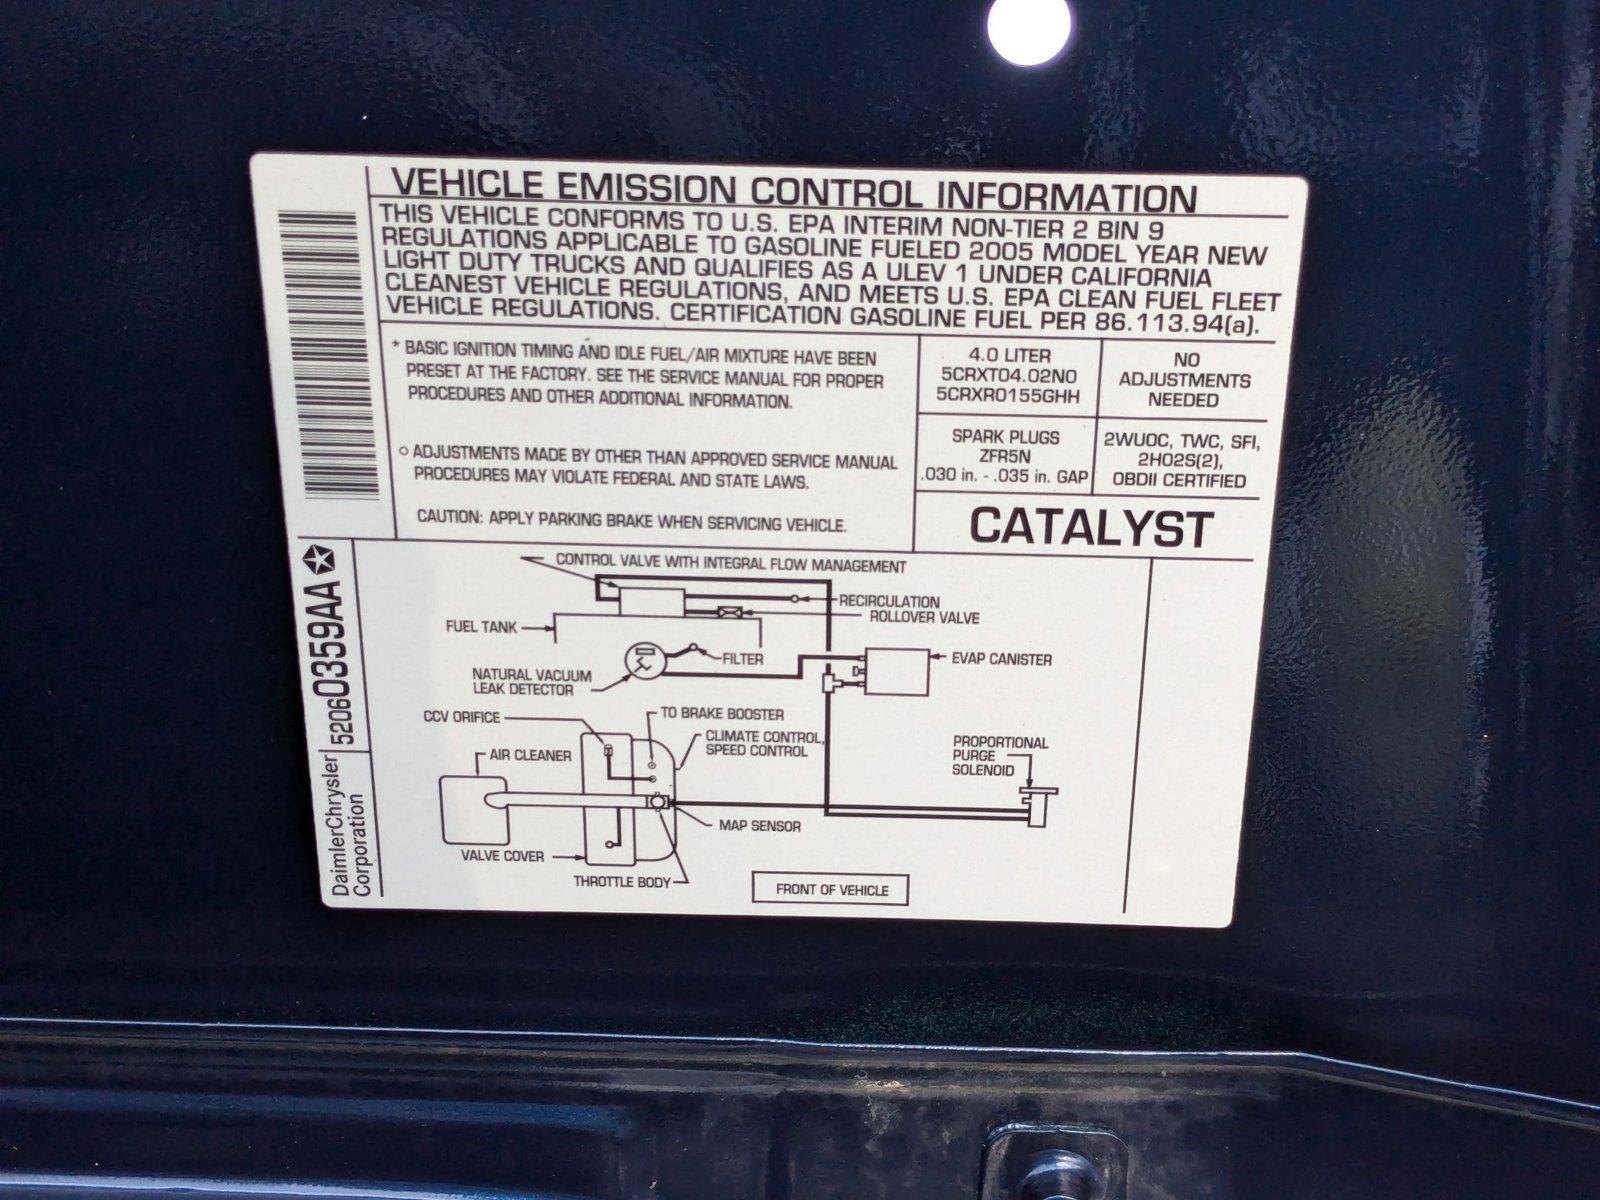 VEHICLE EMISSION CONTROL INFORMATION
THIS VEHICLE CONFORMS TO U.S. EPA INTERIM NON-TIER 2 BIN 9
REGULATIONS APPLICABLE TO GASOLINE FUELED 2005 MODEL YEAR NEW
LIGHT DUTY TRUCKS AND QUALIFIES AS A ULEV 1 UNDER CALIFORNIA
CLEANEST VEHICLE REGULATIONS, AND MEETS U.S. EPA CLEAN FUEL FLEET
VEHICLE REGULATIONS. CERTIFICATION GASOLINE FUEL PER 86.113.94(a).
* BASIC IGNITION TIMING AND IDLE FUEL/AIR MIXTURE HAVE BEEN
PRESET AT THE FACTORY. SEE THE SERVICE MANUAL FOR PROPER
PROCEDURES AND OTHER ADDITIONAL INFORMATION.
○ ADJUSTMENTS MADE BY OTHER THAN APPROVED SERVICE MANUAL
PROCEDURES MAY VIOLATE FEDERAL AND STATE LAWS.
CAUTION: APPLY PARKING BRAKE WHEN SERVICING VEHICLE.
4.0 LITER
5CRXT04.02N0
5CRXR0155GHH
NO
ADJUSTMENTS
NEEDED
SPARK PLUGS
ZFR5N
.030 in. - .035 in. GAP
2WUOC, TWC, SFI,
2HO2S(2),
OBDII CERTIFIED
CATALYST
CONTROL VALVE WITH INTEGRAL FLOW MANAGEMENT
RECIRCULATION
ROLLOVER VALVE
FUEL TANK
FILTER
EVAP CANISTER
NATURAL VACUUM
LEAK DETECTOR
CCV ORIFICE
TO BRAKE BOOSTER
CLIMATE CONTROL,
SPEED CONTROL
AIR CLEANER
PROPORTIONAL
PURGE
SOLENOID
MAP SENSOR
VALVE COVER
THROTTLE BODY
FRONT OF VEHICLE
52060359AA
DaimlerChrysler
Corporation